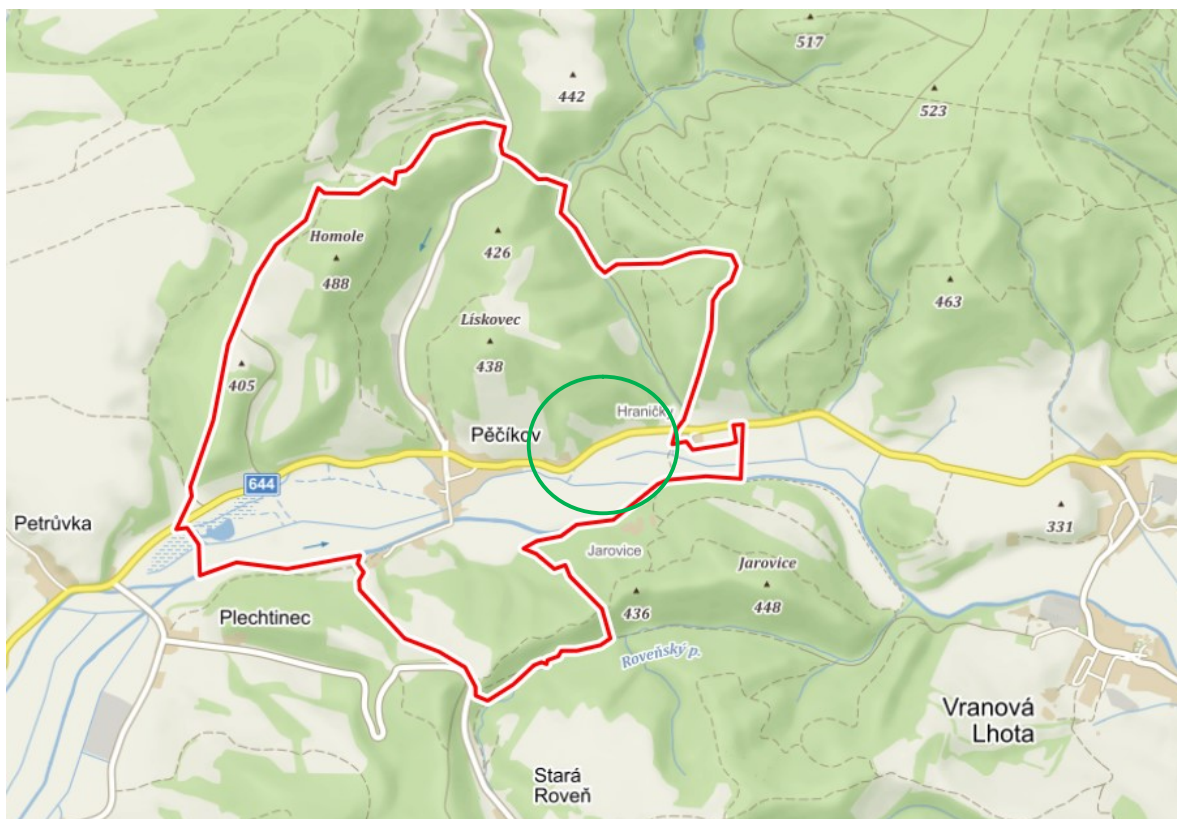 517
442
523
Homole
488
426
463
Lískovec
438
405
Hraničky
Pěčíkov
644
331
Petrůvka
Jarovice
Jarovice
448
436
Plechtinec
Roveňský p.
Vranová
Lhota
Stará
Roveň